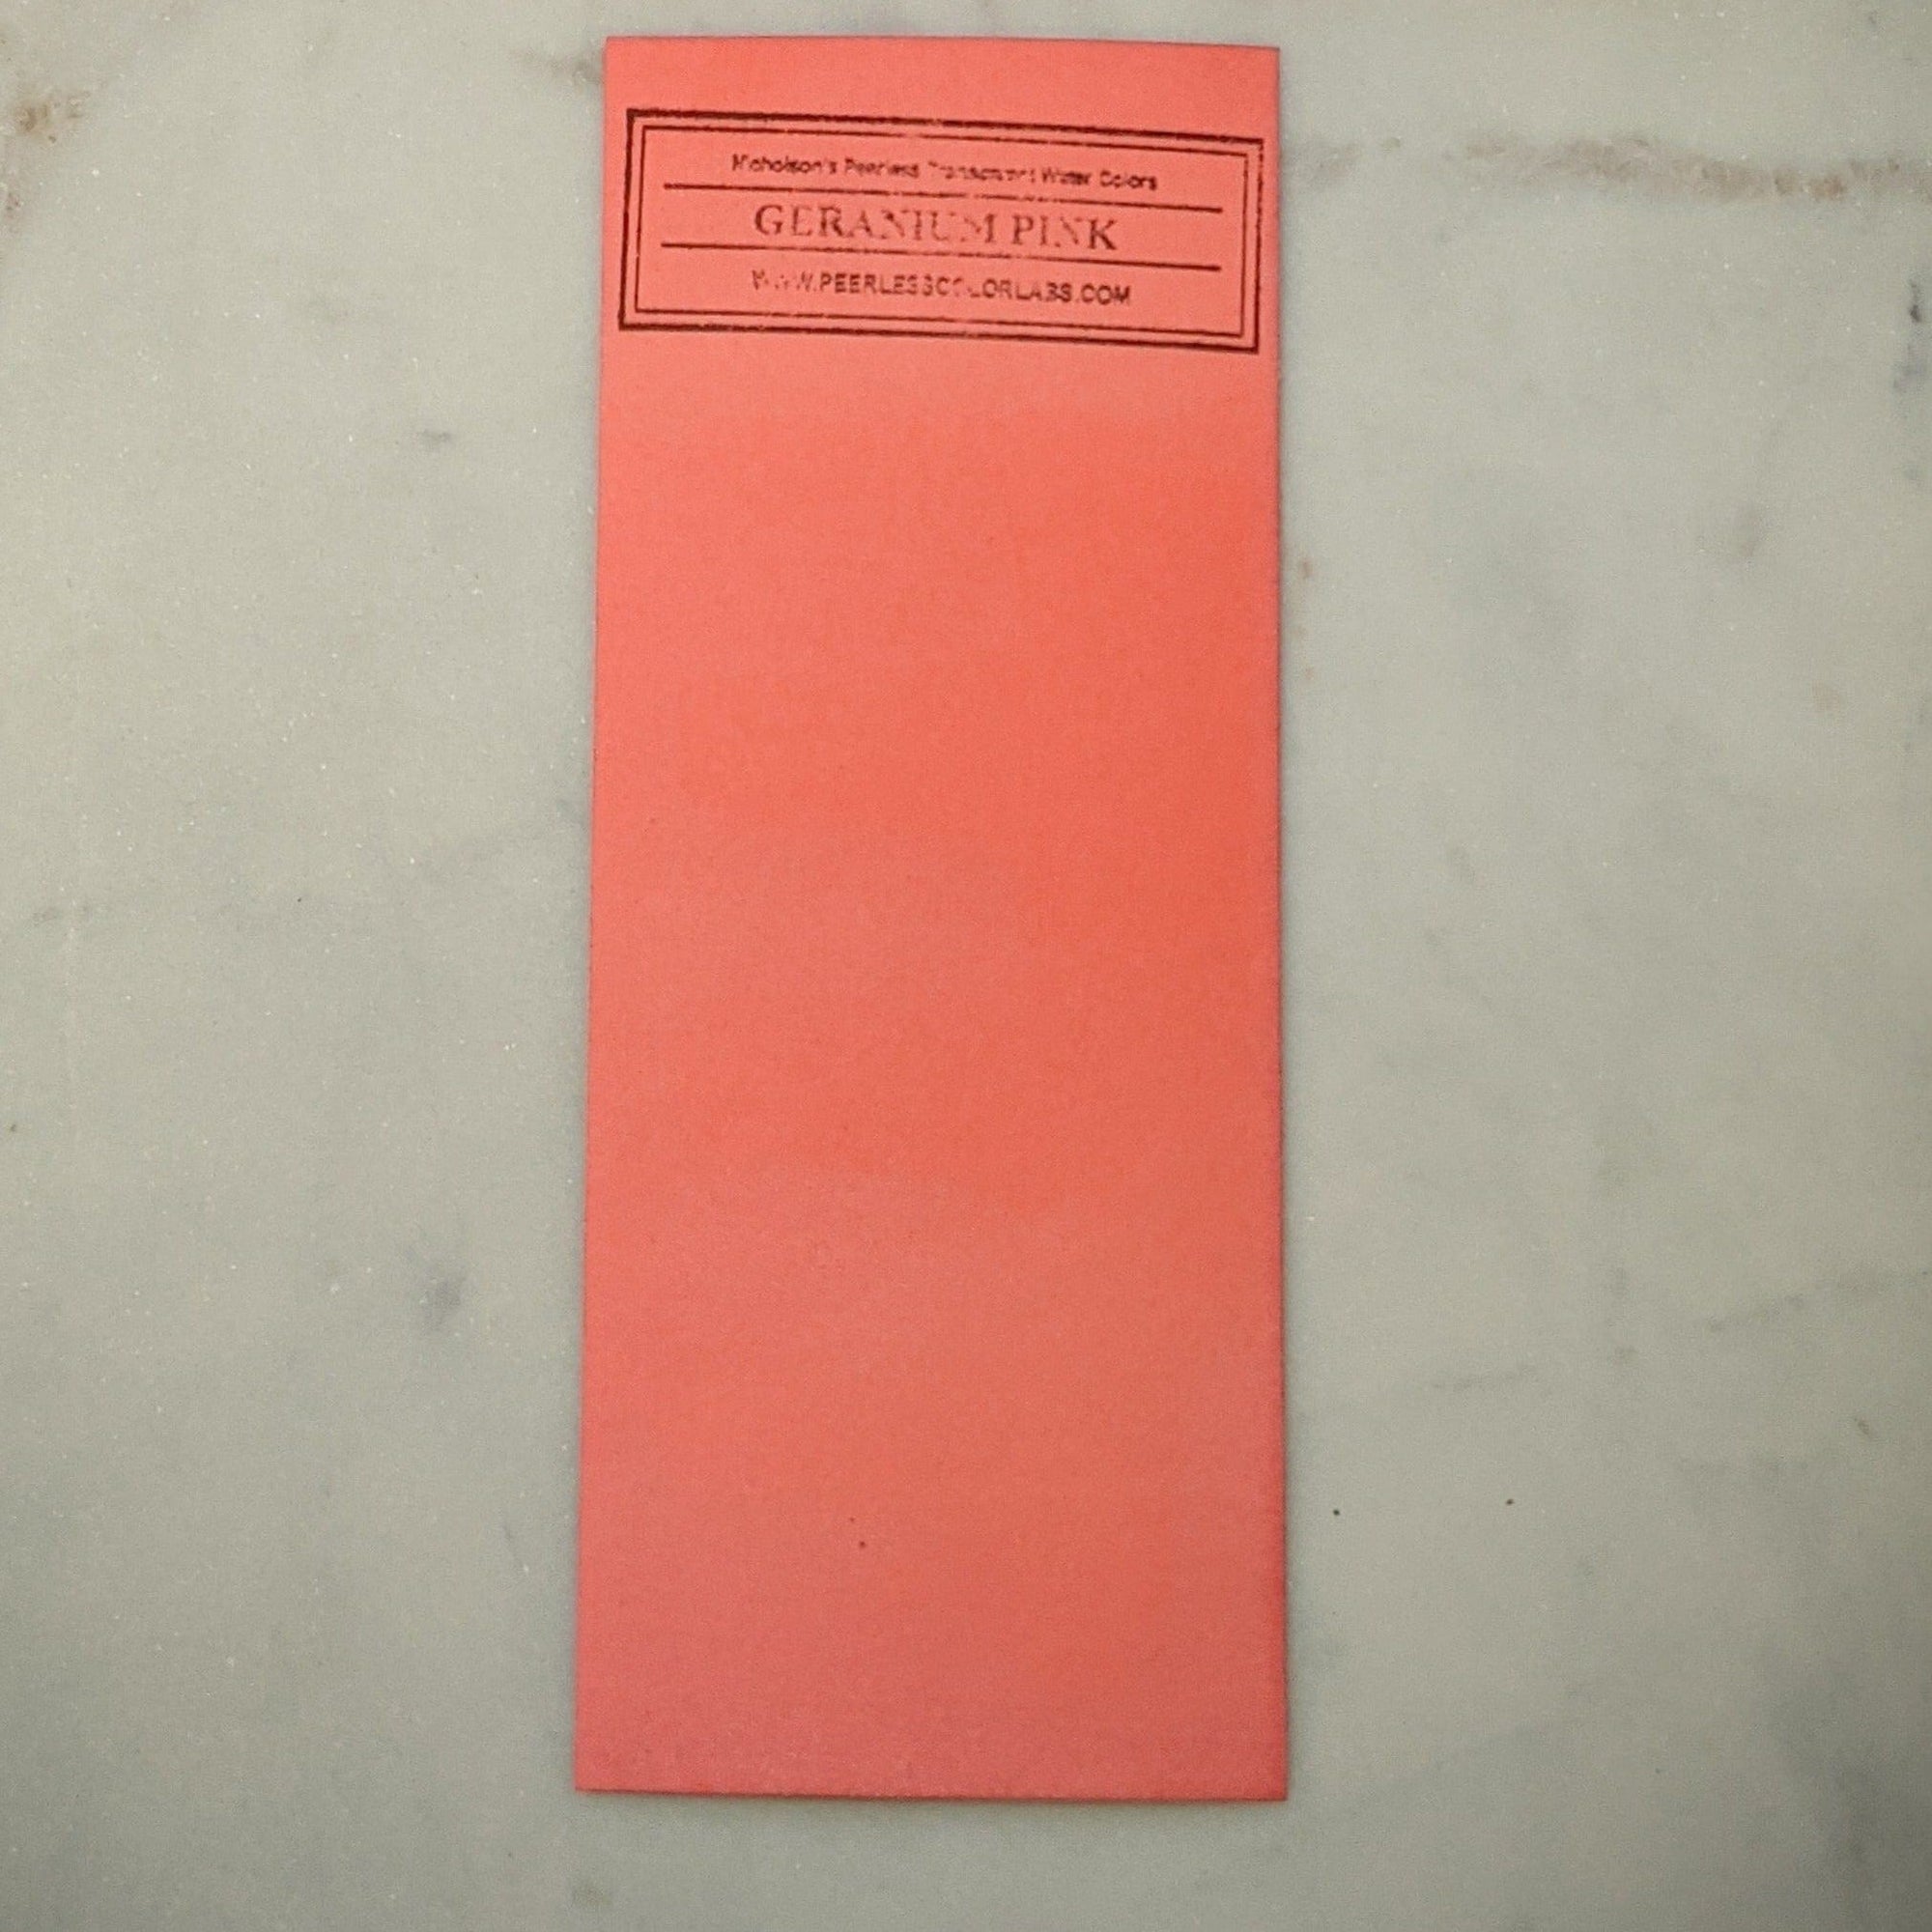 Nicholson's Peerless Transparent Water Colors
GERANIUM PINK
WWW.PEERLESSCOLORLABS.COM